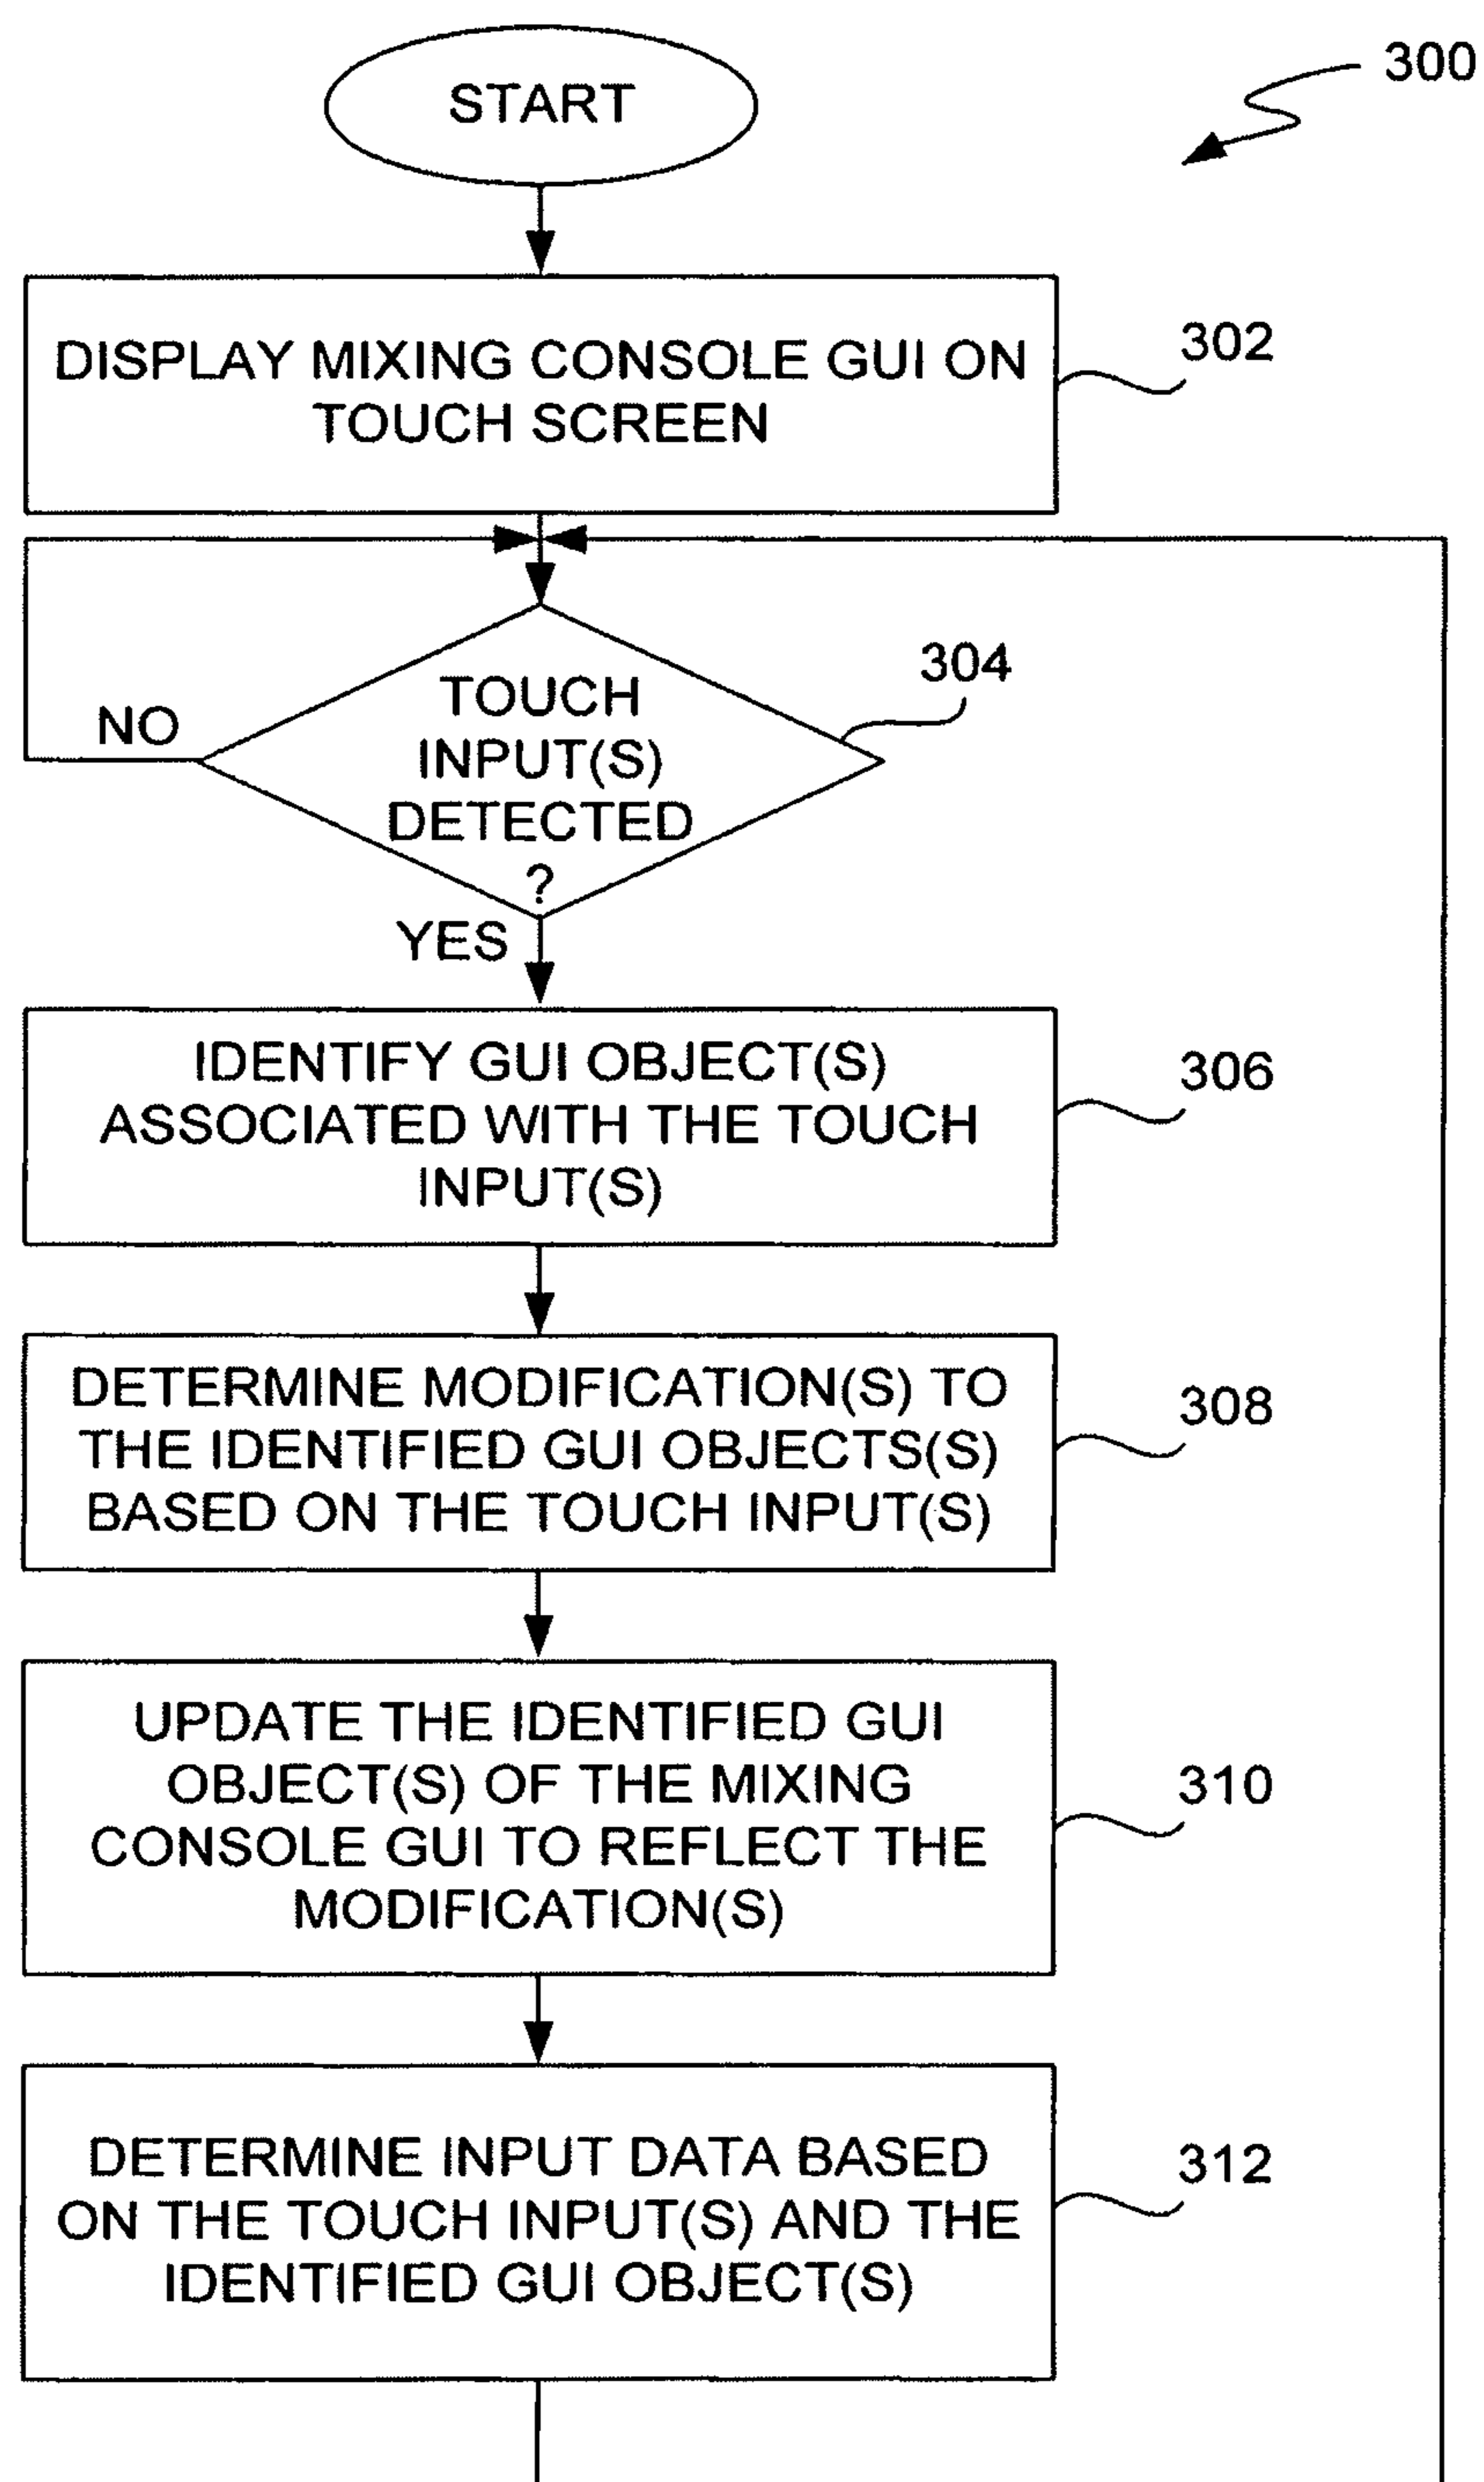 START
300
DISPLAY MIXING CONSOLE GUI ON
TOUCH SCREEN
302
TOUCH
INPUT(S)
DETECTED
?
304
NO
YES
IDENTIFY GUI OBJECT(S)
ASSOCIATED WITH THE TOUCH
INPUT(S)
306
DETERMINE MODIFICATION(S) TO
THE IDENTIFIED GUI OBJECTS(S)
BASED ON THE TOUCH INPUT(S)
308
UPDATE THE IDENTIFIED GUI
OBJECT(S) OF THE MIXING
CONSOLE GUI TO REFLECT THE
MODIFICATION(S)
310
DETERMINE INPUT DATA BASED
ON THE TOUCH INPUT(S) AND THE
IDENTIFIED GUI OBJECT(S)
312